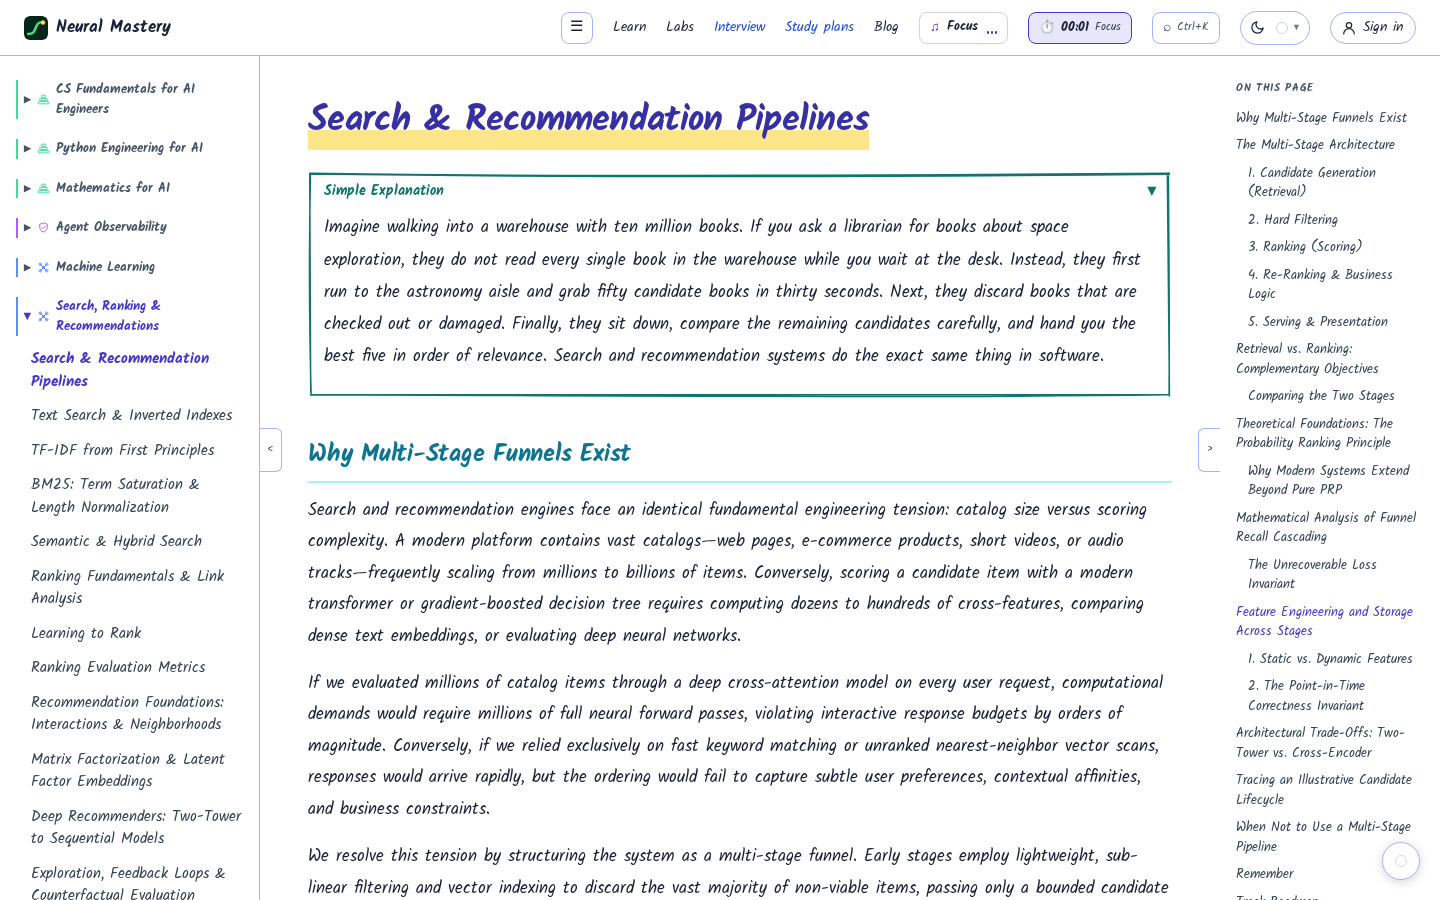 Neural Mastery
☰ Learn Labs Interview Study plans Blog ♫ Focus ... ⏱ 00:01 Focus ⌕ Ctrl+K ▾ Sign in
▶ CS Fundamentals for AI
Engineers
▶ Python Engineering for AI
▶ Mathematics for AI
▶ Agent Observability
▶ Machine Learning
▼ Search, Ranking &
Recommendations
Search & Recommendation
Pipelines
Text Search & Inverted Indexes
TF-IDF from First Principles
BM25: Term Saturation &
Length Normalization
Semantic & Hybrid Search
Ranking Fundamentals & Link
Analysis
Learning to Rank
Ranking Evaluation Metrics
Recommendation Foundations:
Interactions & Neighborhoods
Matrix Factorization & Latent
Factor Embeddings
Deep Recommenders: Two-Tower
to Sequential Models
Exploration, Feedback Loops &
Counterfactual Evaluation
<
Search & Recommendation Pipelines
Simple Explanation ▼
Imagine walking into a warehouse with ten million books. If you ask a librarian for books about space
exploration, they do not read every single book in the warehouse while you wait at the desk. Instead, they first
run to the astronomy aisle and grab fifty candidate books in thirty seconds. Next, they discard books that are
checked out or damaged. Finally, they sit down, compare the remaining candidates carefully, and hand you the
best five in order of relevance. Search and recommendation systems do the exact same thing in software.
Why Multi-Stage Funnels Exist
Search and recommendation engines face an identical fundamental engineering tension: catalog size versus scoring
complexity. A modern platform contains vast catalogs—web pages, e-commerce products, short videos, or audio
tracks—frequently scaling from millions to billions of items. Conversely, scoring a candidate item with a modern
transformer or gradient-boosted decision tree requires computing dozens to hundreds of cross-features, comparing
dense text embeddings, or evaluating deep neural networks.
If we evaluated millions of catalog items through a deep cross-attention model on every user request, computational
demands would require millions of full neural forward passes, violating interactive response budgets by orders of
magnitude. Conversely, if we relied exclusively on fast keyword matching or unranked nearest-neighbor vector scans,
responses would arrive rapidly, but the ordering would fail to capture subtle user preferences, contextual affinities,
and business constraints.
We resolve this tension by structuring the system as a multi-stage funnel. Early stages employ lightweight, sub-
linear filtering and vector indexing to discard the vast majority of non-viable items, passing only a bounded candidate
>
ON THIS PAGE
Why Multi-Stage Funnels Exist
The Multi-Stage Architecture
1. Candidate Generation
(Retrieval)
2. Hard Filtering
3. Ranking (Scoring)
4. Re-Ranking & Business
Logic
5. Serving & Presentation
Retrieval vs. Ranking:
Complementary Objectives
Comparing the Two Stages
Theoretical Foundations: The
Probability Ranking Principle
Why Modern Systems Extend
Beyond Pure PRP
Mathematical Analysis of Funnel
Recall Cascading
The Unrecoverable Loss
Invariant
Feature Engineering and Storage
Across Stages
1. Static vs. Dynamic Features
2. The Point-in-Time
Correctness Invariant
Architectural Trade-Offs: Two-
Tower vs. Cross-Encoder
Tracing an Illustrative Candidate
Lifecycle
When Not to Use a Multi-Stage
Pipeline
Remember
Track Roadmap